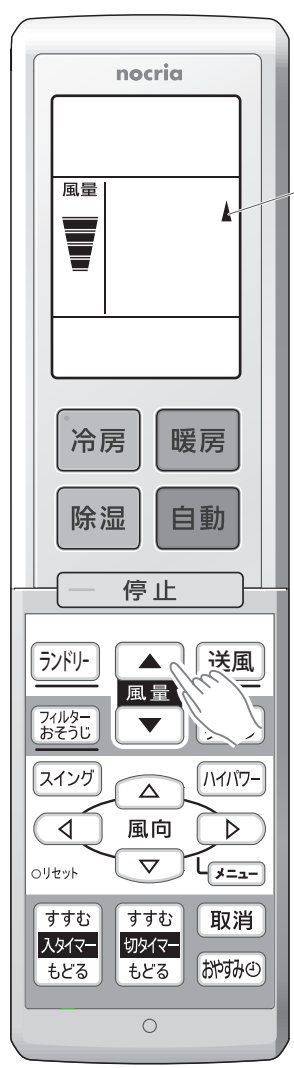 nocria
風量
冷房
暖房
除湿
自動
停止
ランドリー
▲
風量
▼
送風
フィルター
おそうじ
スイング
ハイパワー
風向
○リセット
メニュー
すすむ
入タイマー
もどる
すすむ
切タイマー
もどる
取消
おやすみ